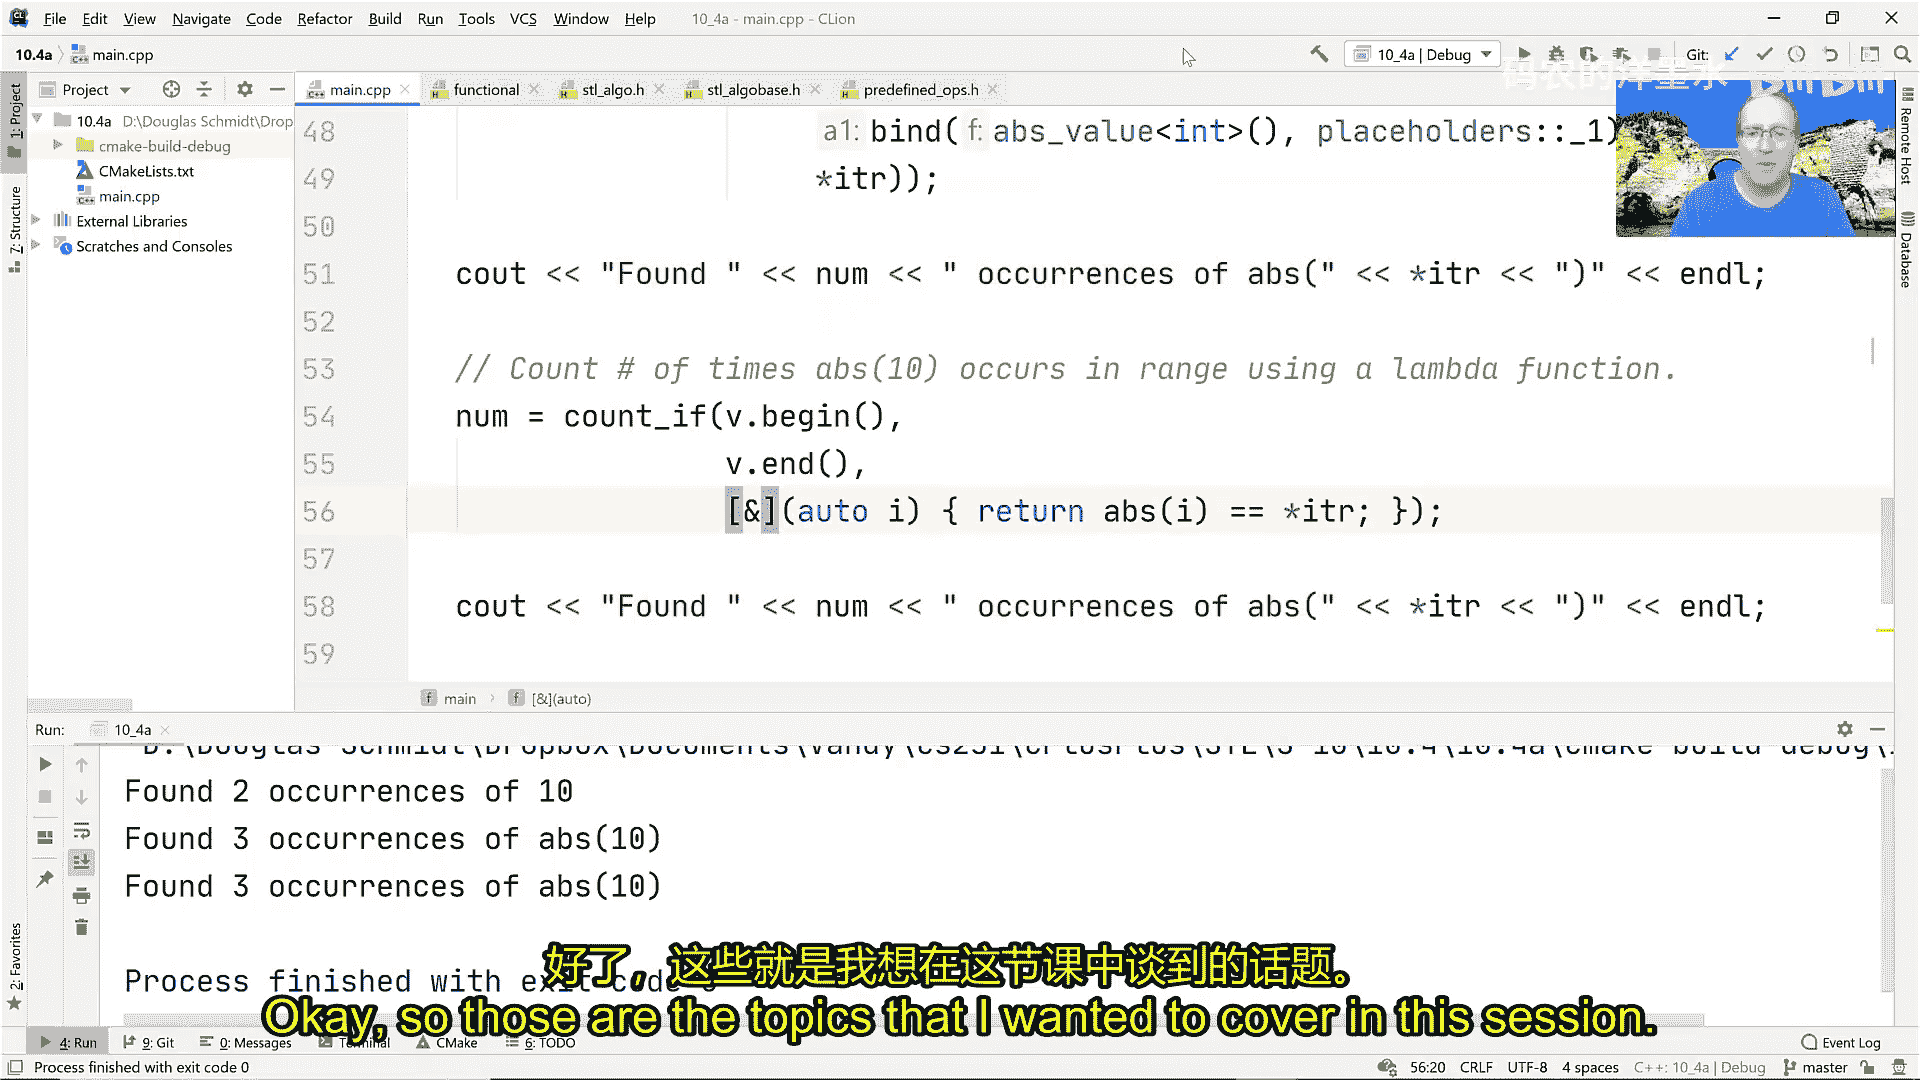 File Edit View Navigate Code Refactor Build Run Tools VCS Window Help 10_4a - main.cpp - CLion
10.4a main.cpp 10_4a | Debug Git:
Project main.cpp functional stl_algo.h stl_algobase.h predefined_ops.h
码农的洋墨水
1: Project
Z: Structure
2: Favorites
Remote Host
Database
10.4a D:\Douglas Schmidt\Drop
cmake-build-debug
CMakeLists.txt
main.cpp
External Libraries
Scratches and Consoles
48 a1: bind( f: abs_value<int>(), placeholders::_1)
49 *itr));
50
51 cout << "Found " << num << " occurrences of abs(" << *itr << ")" << endl;
52
53 // Count # of times abs(10) occurs in range using a lambda function.
54 num = count_if(v.begin(),
55 v.end(),
56 [&](auto i) { return abs(i) == *itr; });
57
58 cout << "Found " << num << " occurrences of abs(" << *itr << ")" << endl;
59
main [&](auto)
Run: 10_4a
Found 2 occurrences of 10
Found 3 occurrences of abs(10)
Found 3 occurrences of abs(10)
Process finished with exit code
好了，这些就是我想在这节课中谈到的话题。
Okay, so those are the topics that I wanted to cover in this session.
4: Run 9: Git 0: Messages Terminal CMake 6: TODO Event Log
Process finished with exit code 0 56:20 CRLF UTF-8 4 spaces C++: 10_4a | Debug master